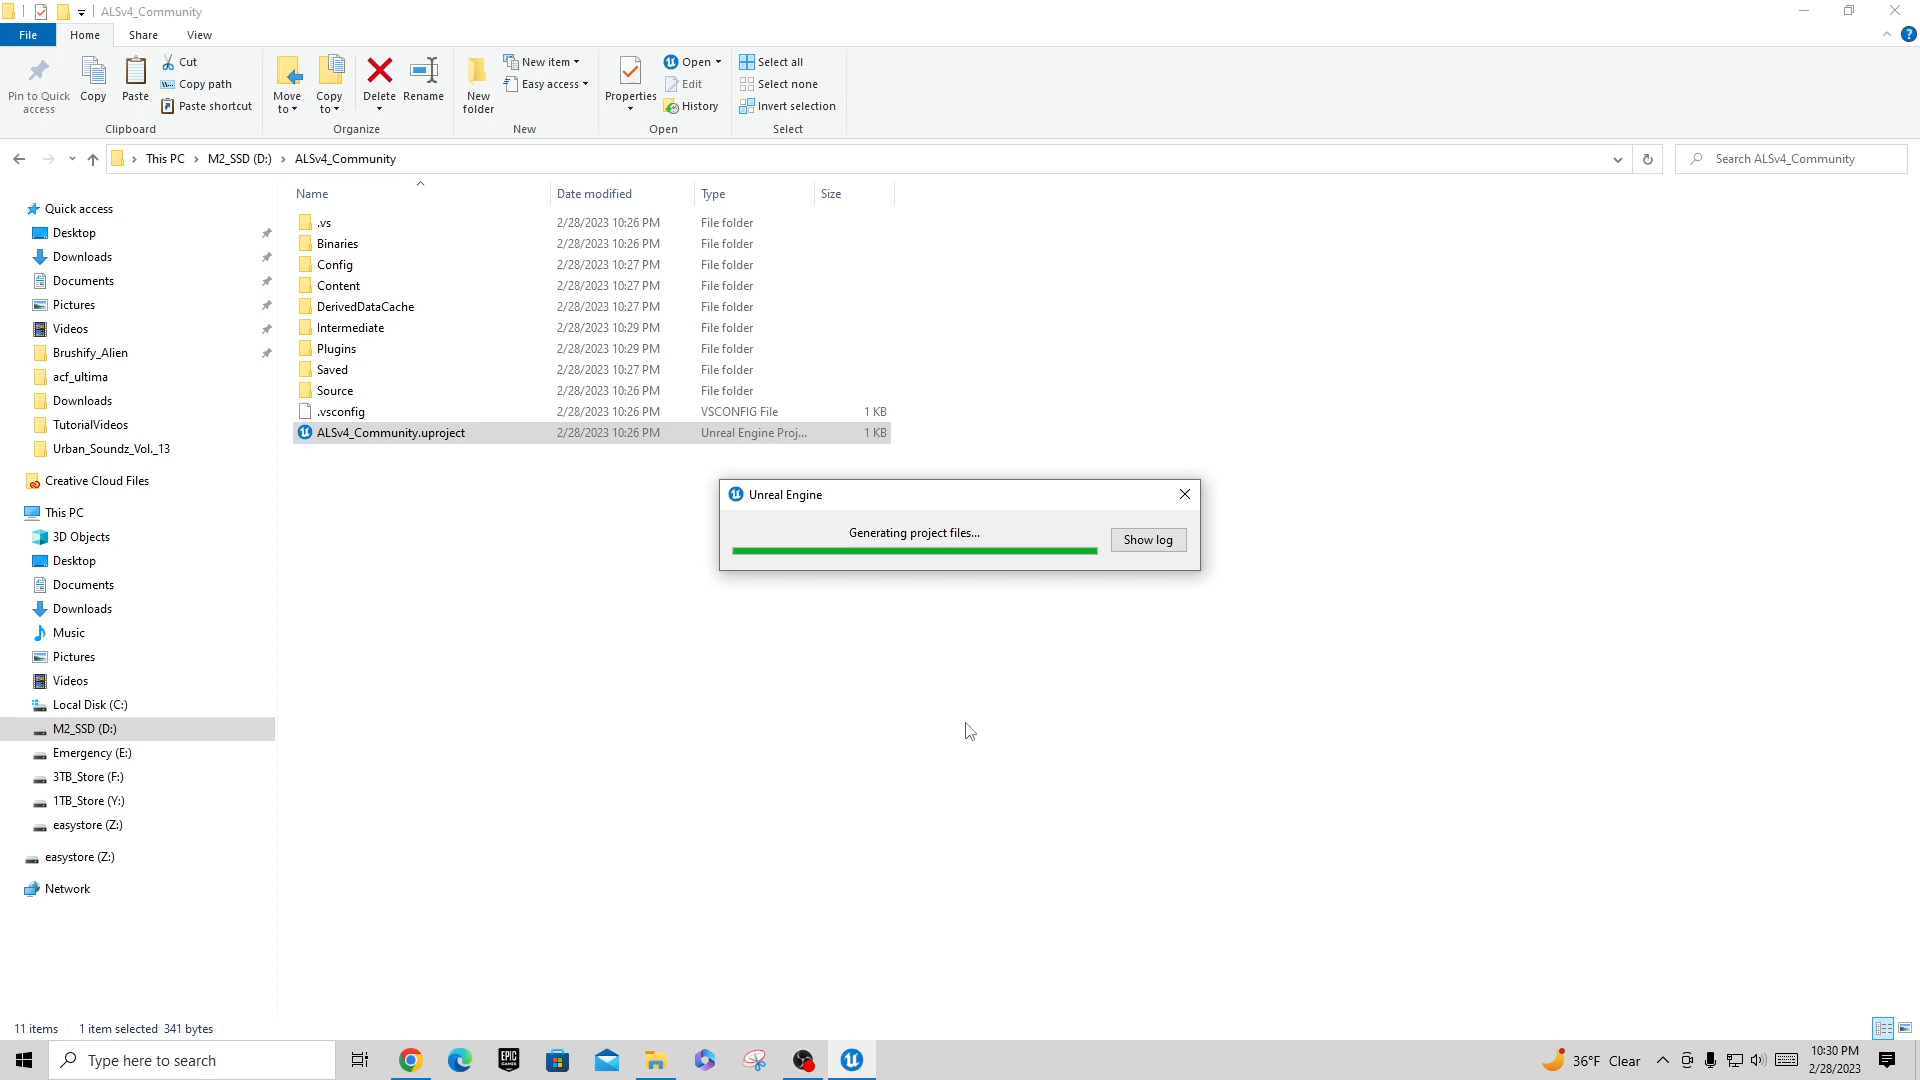 ALSv4_Community
File Home Share View
Pin to Quick access
Copy
Paste
Cut
Copy path
Paste shortcut
Clipboard
Move to
Copy to
Delete
Rename
Organize
New folder
New item
Easy access
New
Properties
Open
Edit
History
Open
Select all
Select none
Invert selection
Select
This PC M2_SSD (D:) ALSv4_Community
Search ALSv4_Community
Name Date modified Type Size
.vs 2/28/2023 10:26 PM File folder
Binaries 2/28/2023 10:26 PM File folder
Config 2/28/2023 10:27 PM File folder
Content 2/28/2023 10:27 PM File folder
DerivedDataCache 2/28/2023 10:27 PM File folder
Intermediate 2/28/2023 10:29 PM File folder
Plugins 2/28/2023 10:29 PM File folder
Saved 2/28/2023 10:27 PM File folder
Source 2/28/2023 10:26 PM File folder
.vsconfig 2/28/2023 10:26 PM VSCONFIG File 1 KB
ALSv4_Community.uproject 2/28/2023 10:26 PM Unreal Engine Proj... 1 KB
Quick access
Desktop
Downloads
Documents
Pictures
Videos
Brushify_Alien
acf_ultima
Downloads
TutorialVideos
Urban_Soundz_Vol._13
Creative Cloud Files
This PC
3D Objects
Desktop
Documents
Downloads
Music
Pictures
Videos
Local Disk (C:)
M2_SSD (D:)
Emergency (E:)
3TB_Store (F:)
1TB_Store (Y:)
easystore (Z:)
easystore (Z:)
Network
Unreal Engine
Generating project files...
Show log
11 items 1 item selected 341 bytes
Type here to search
EPIC GAMES
36°F Clear
10:30 PM
2/28/2023